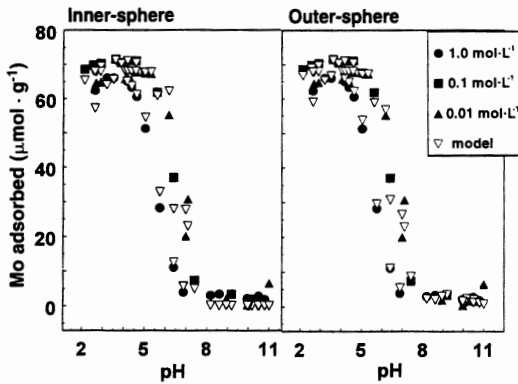 Inner-sphere
Outer-sphere
Mo adsorbed (μmol · g⁻¹)
80
60
40
20
0
2 5 8 11
pH
2 5 8 11
pH
1.0 mol·L⁻¹
0.1 mol·L⁻¹
0.01 mol·L⁻¹
model